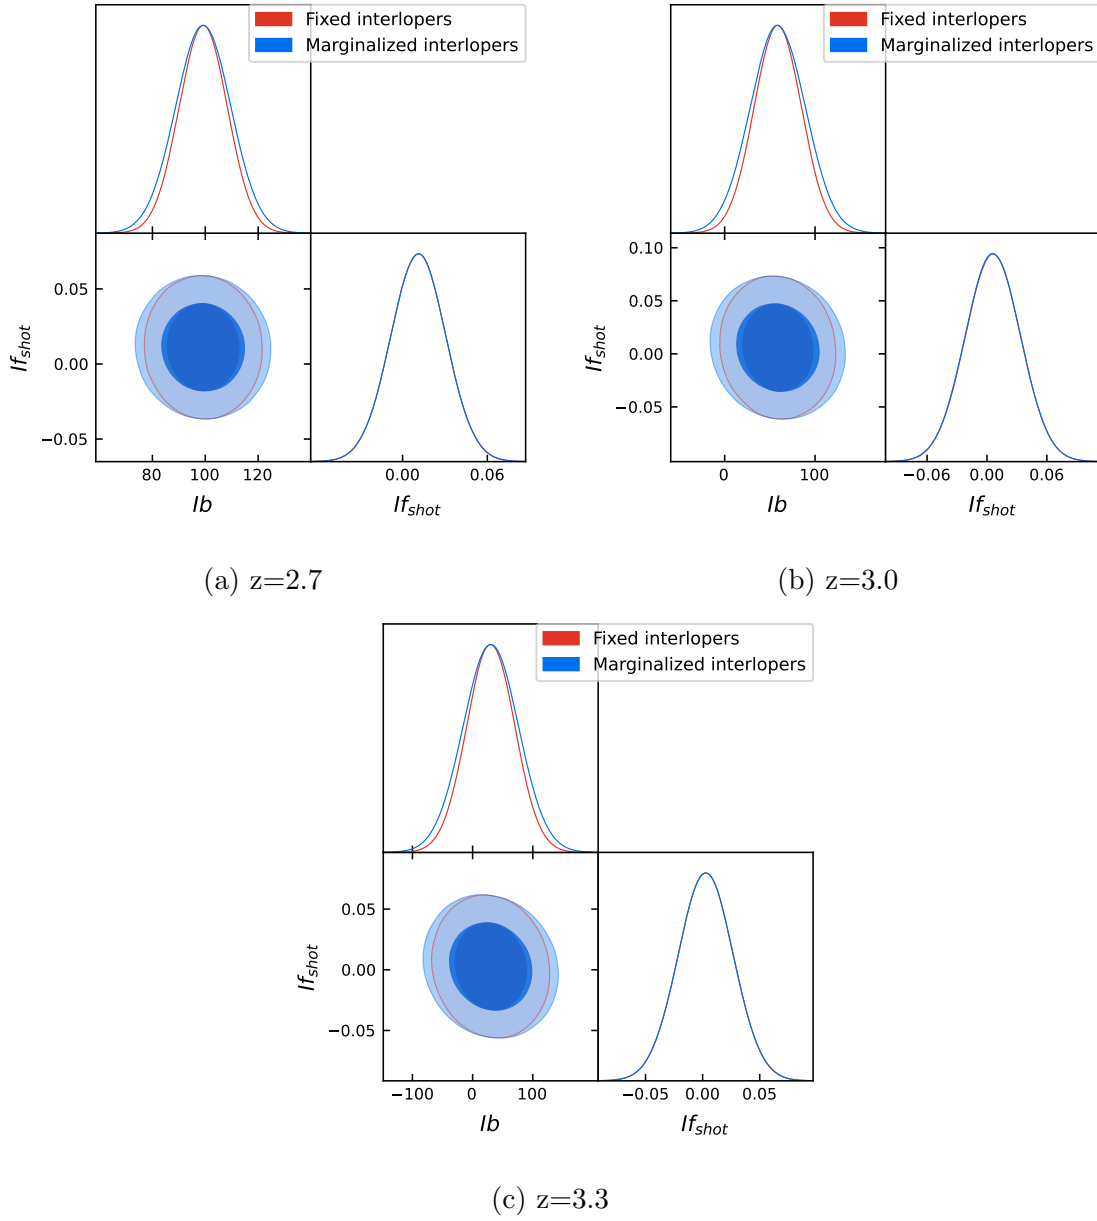 Fixed interlopers
Marginalized interlopers
0.05
0.00
−0.05
If_shot
80
100
120
Ib
0.00
0.06
If_shot
(a) z=2.7
Fixed interlopers
Marginalized interlopers
0.10
0.05
0.00
−0.05
If_shot
0
100
Ib
−0.06
0.00
0.06
If_shot
(b) z=3.0
Fixed interlopers
Marginalized interlopers
0.05
0.00
−0.05
If_shot
−100
0
100
Ib
−0.05
0.00
0.05
If_shot
(c) z=3.3